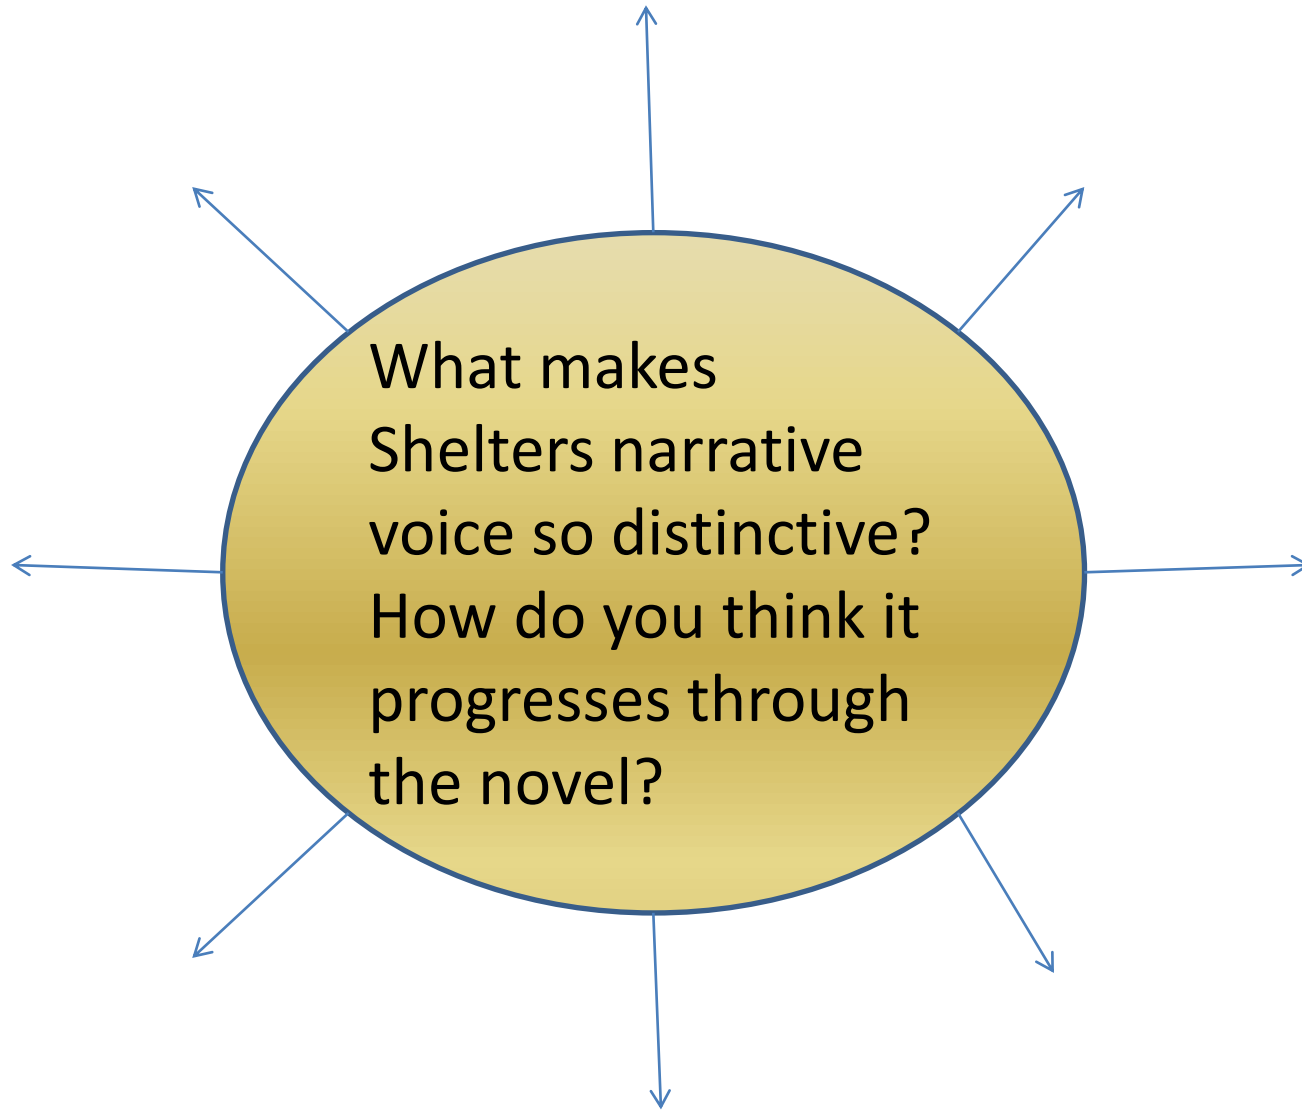 What makes
Shelters narrative
voice so distinctive?
How do you think it
progresses through
the novel?